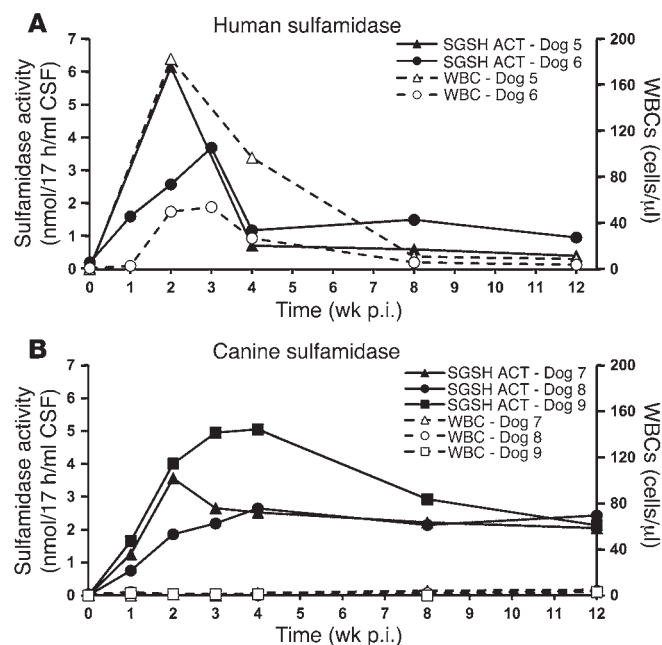 A
Human sulfamidase
7
6
5
4
3
2
1
0
Sulfamidase activity
(nmol/17 h/ml CSF)
SGSH ACT - Dog 5
SGSH ACT - Dog 6
WBC - Dog 5
WBC - Dog 6
200
160
120
80
40
0
WBCs (cells/µl)
0 1 2 3 4 5 6 7 8 9 10 11 12
Time (wk p.i.)
B
Canine sulfamidase
7
6
5
4
3
2
1
0
Sulfamidase activity
(nmol/17 h/ml CSF)
SGSH ACT - Dog 7
SGSH ACT - Dog 8
SGSH ACT - Dog 9
WBC - Dog 7
WBC - Dog 8
WBC - Dog 9
200
160
120
80
40
0
WBCs (cells/µl)
0 1 2 3 4 5 6 7 8 9 10 11 12
Time (wk p.i.)